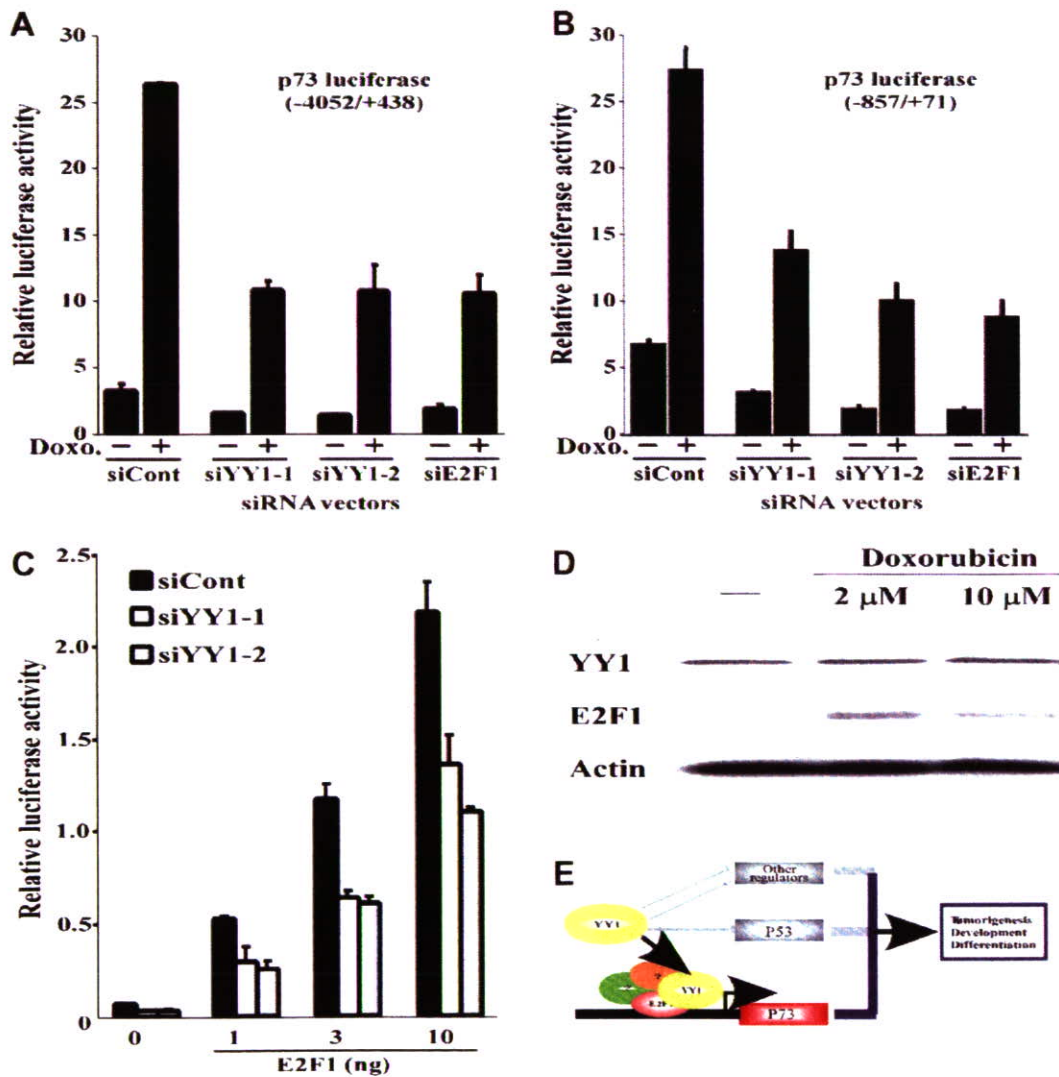 A
30
25
20
15
10
5
0
Relative luciferase activity
p73 luciferase
(-4052/+438)
Doxo. − + − + − + − +
siCont siYY1-1 siYY1-2 siE2F1
siRNA vectors
B
30
25
20
15
10
5
0
Relative luciferase activity
p73 luciferase
(-857/+71)
Doxo. − + − + − + − +
siCont siYY1-1 siYY1-2 siE2F1
siRNA vectors
C
2.5
2.0
1.5
1.0
0.5
0
Relative luciferase activity
siCont
siYY1-1
siYY1-2
0 1 3 10
E2F1 (ng)
D
Doxorubicin
— 2 μM 10 μM
YY1
E2F1
Actin
E
Other
regulators
YY1
P53
YY1
P73
Tumorigenesis
Development
Differentiation